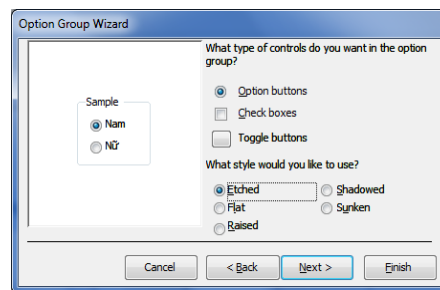 Option Group Wizard
What type of controls do you want in the option
group?
Option buttons
Check boxes
Toggle buttons
Sample
Nam
Nữ
What style would you like to use?
Etched
Shadowed
Flat
Sunken
Raised
Cancel
< Back
Next >
Finish